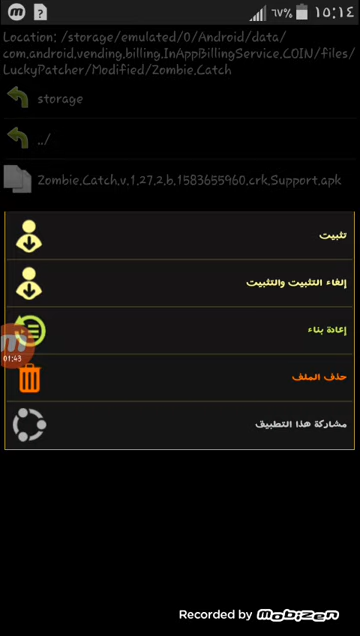 ٦٧% ١٥:١٤
Location: /storage/emulated/0/Android/data/
com.android.vending.billing.InAppBillingService.COIN/files/
LuckyPatcher/Modified/Zombie.Catch
storage
../
Zombie.Catch.v.1.27.2.b.1583655960.crk.Support.apk
تثبيت
إلغاء التثبيت والتثبيت
إعادة بناء
01:43
حذف الملف
مشاركة هذا التطبيق
Recorded by mobizen